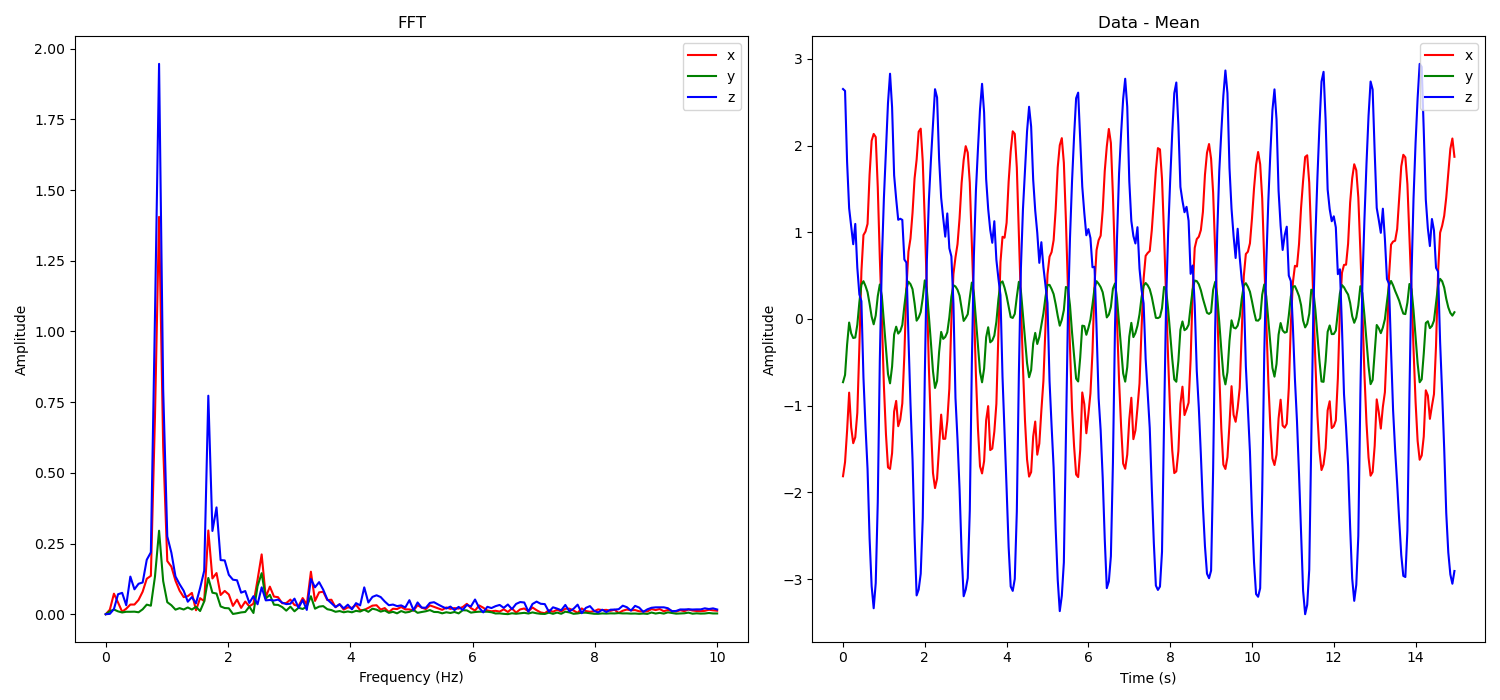 FFT
2.00
1.75
1.50
1.25
1.00
0.75
0.50
0.25
0.00
Amplitude
0
2
4
6
8
10
Frequency (Hz)
x
y
z
Data - Mean
3
2
1
0
−1
−2
−3
Amplitude
0
2
4
6
8
10
12
14
Time (s)
x
y
z